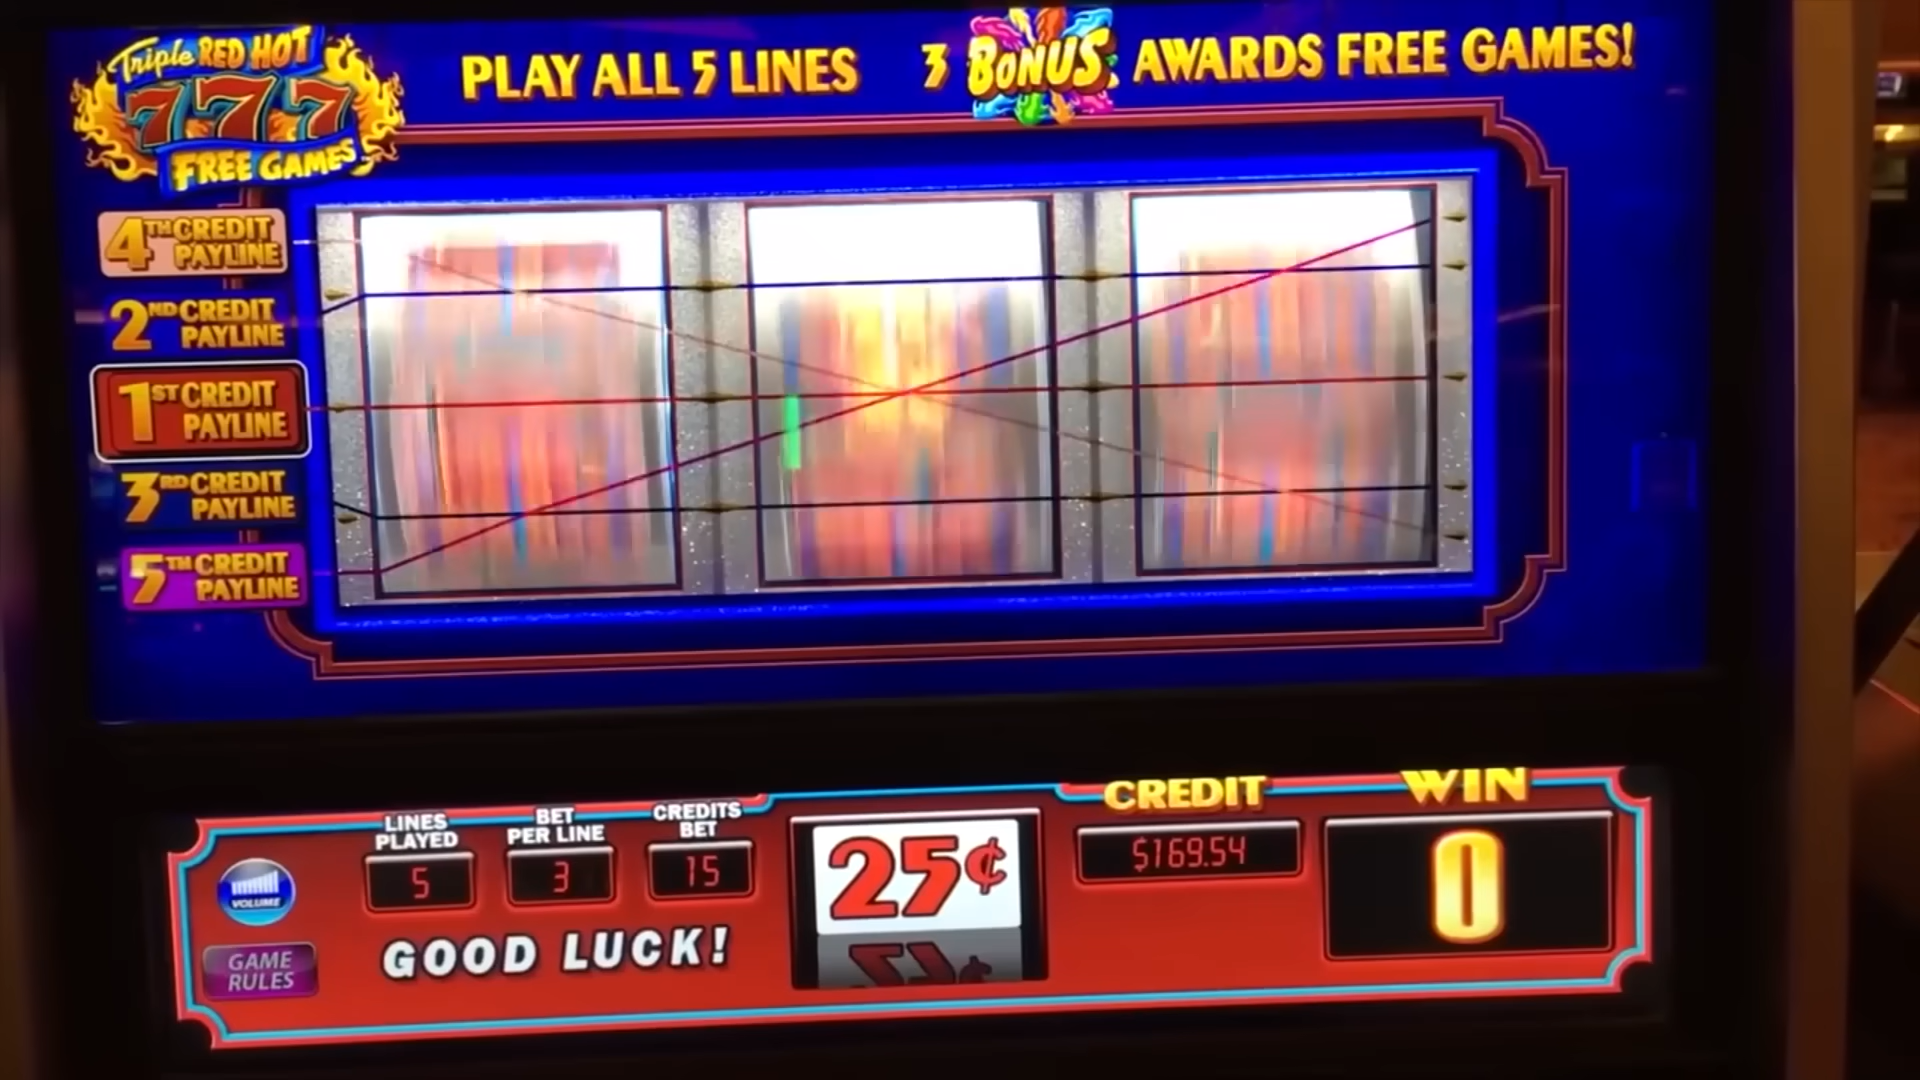 Triple RED HOT
777
FREE GAMES
PLAY ALL 5 LINES 3 BONUS AWARDS FREE GAMES!
4TH CREDIT PAYLINE
2ND CREDIT PAYLINE
1ST CREDIT PAYLINE
3RD CREDIT PAYLINE
5TH CREDIT PAYLINE
LINES PLAYED
5
BET PER LINE
3
CREDITS BET
15
25¢
CREDIT
$169.54
WIN
0
VOLUME
GOOD LUCK!
GAME RULES